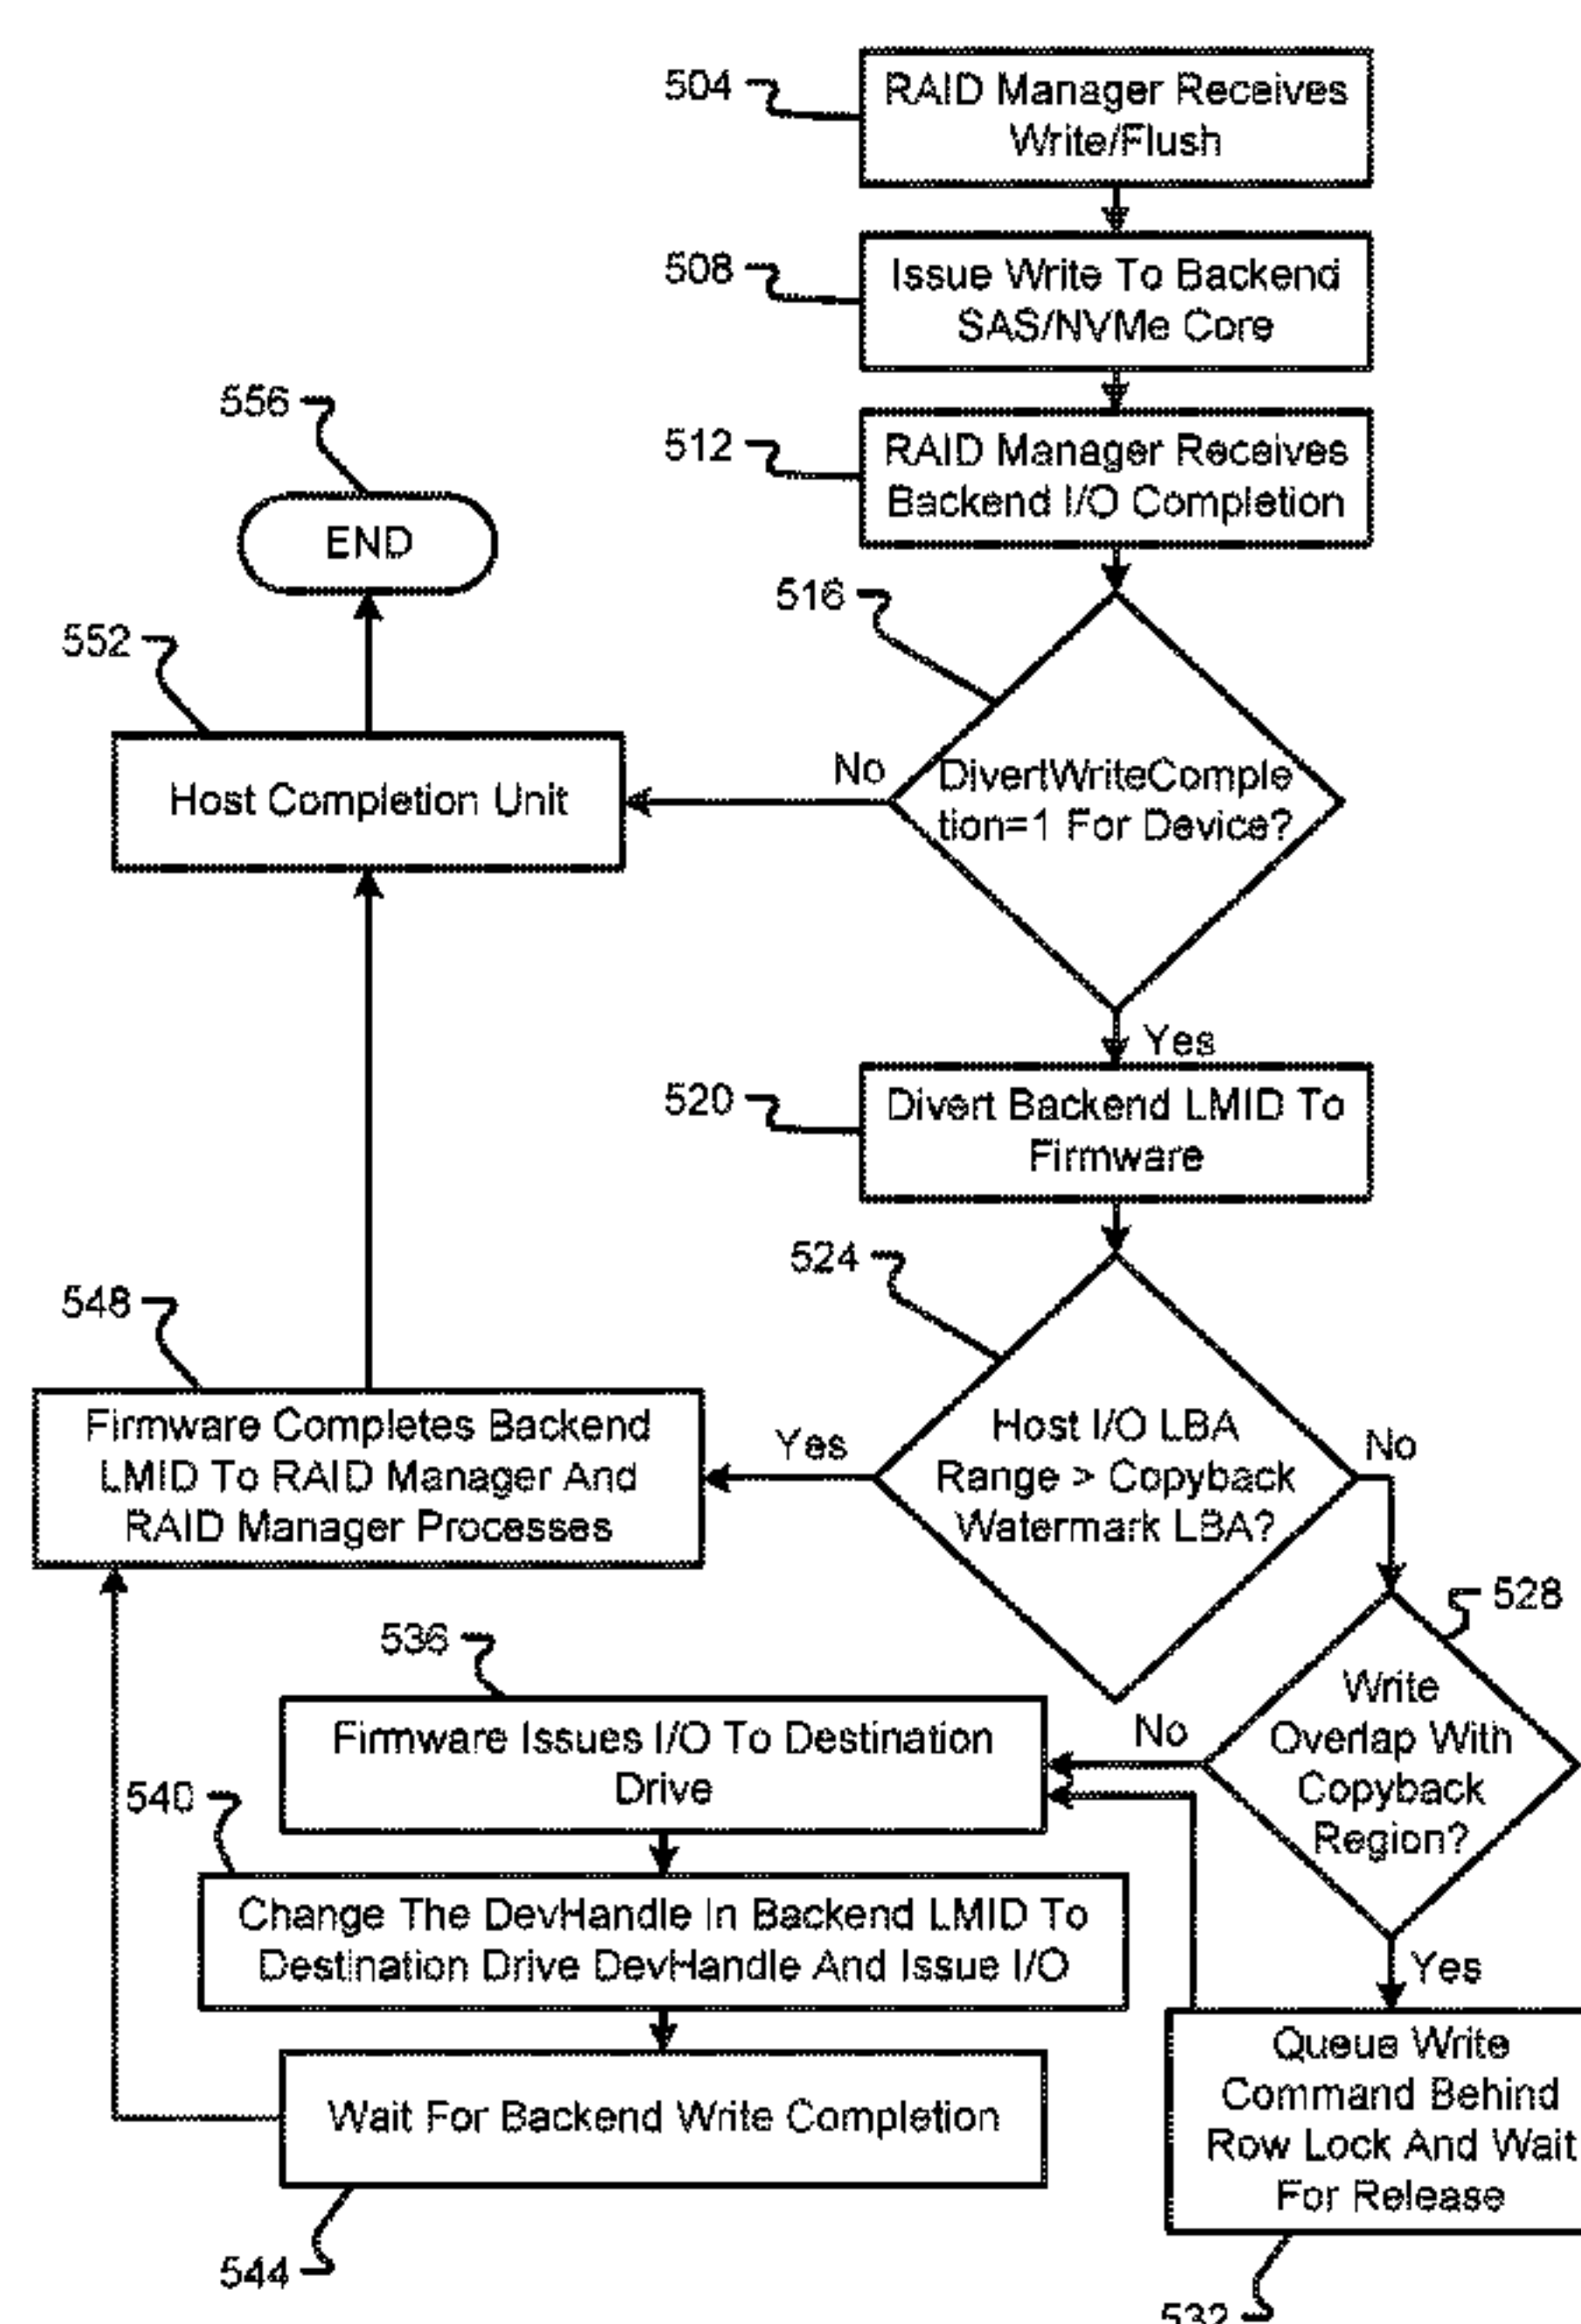 504
RAID Manager Receives
Write/Flush
508
Issue Write To Backend
SAS/NVMe Core
512
RAID Manager Receives
Backend I/O Completion
556
END
516
552
Host Completion Unit
No
DivertWriteComple
tion=1 For Device?
Yes
520
Divert Backend LMID To
Firmware
524
548
Firmware Completes Backend
LMID To RAID Manager And
RAID Manager Processes
Yes
Host I/O LBA
Range > Copyback
Watermark LBA?
No
528
Write
Overlap With
Copyback
Region?
No
536
Firmware Issues I/O To Destination
Drive
540
Change The DevHandle In Backend LMID To
Destination Drive DevHandle And Issue I/O
Yes
Queue Write
Command Behind
Row Lock And Wait
For Release
Wait For Backend Write Completion
544
532